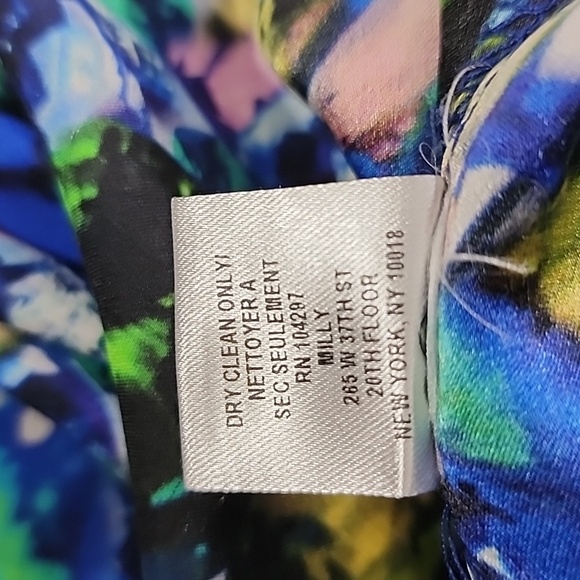 DRY CLEAN ONLY/
NETTOYER A
SEC SEULEMENT
RN 104297
MILLY
265 W 37TH ST
20TH FLOOR
NEW YORK, NY 10018